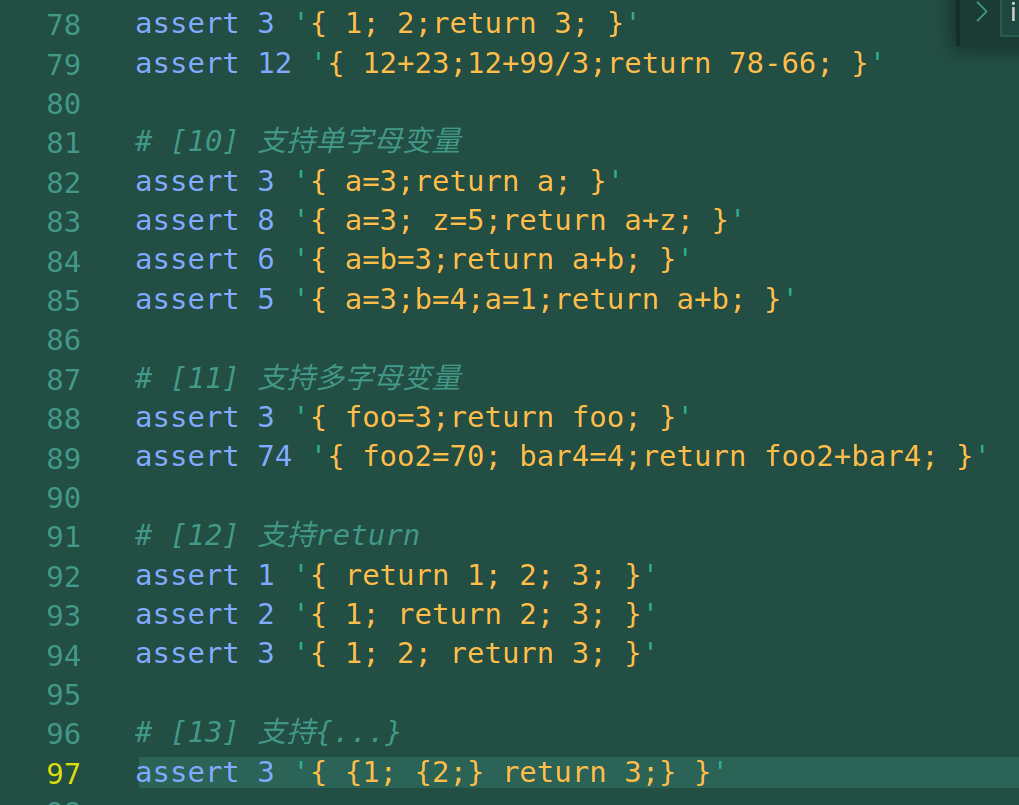 78 assert 3 '{ 1; 2;return 3; }'
79 assert 12 '{ 12+23;12+99/3;return 78-66; }'
80
81 # [10] 支持单字母变量
82 assert 3 '{ a=3;return a; }'
83 assert 8 '{ a=3; z=5;return a+z; }'
84 assert 6 '{ a=b=3;return a+b; }'
85 assert 5 '{ a=3;b=4;a=1;return a+b; }'
86
87 # [11] 支持多字母变量
88 assert 3 '{ foo=3;return foo; }'
89 assert 74 '{ foo2=70; bar4=4;return foo2+bar4; }'
90
91 # [12] 支持return
92 assert 1 '{ return 1; 2; 3; }'
93 assert 2 '{ 1; return 2; 3; }'
94 assert 3 '{ 1; 2; return 3; }'
95
96 # [13] 支持{...}
97 assert 3 '{ {1; {2;} return 3;} }'